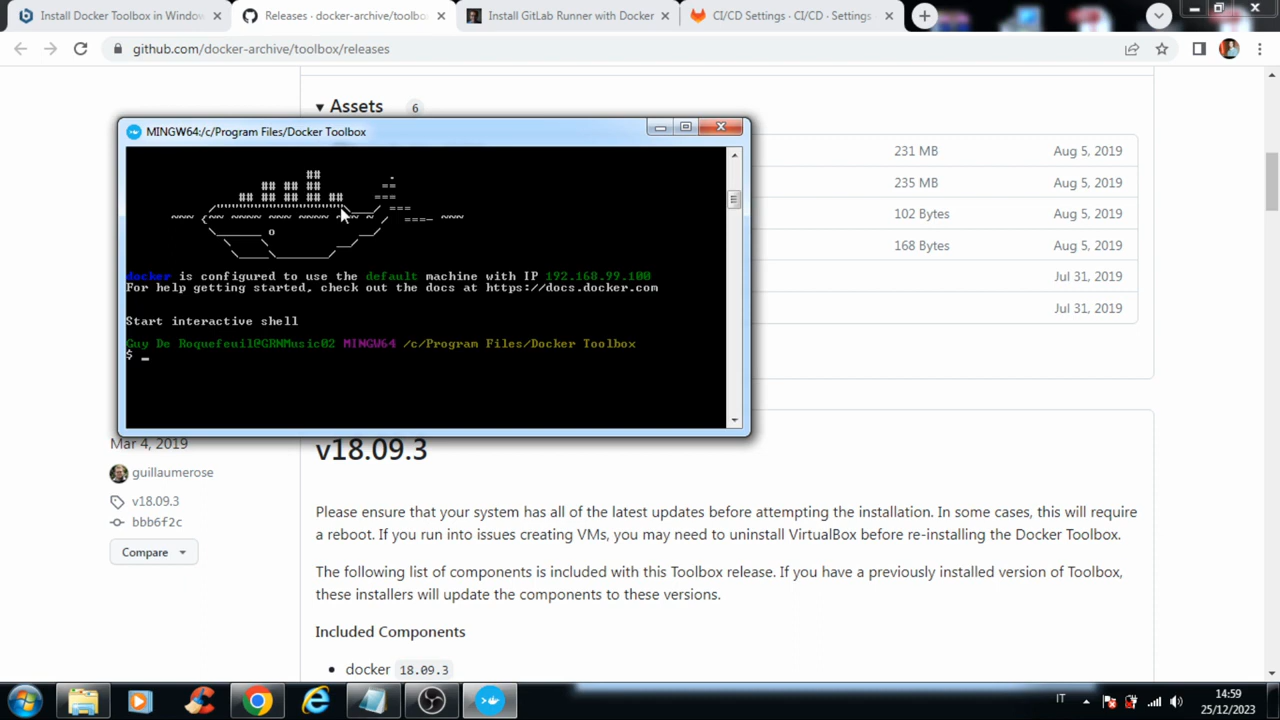 Install Docker Toolbox in Window
Releases · docker-archive/toolbo
Install GitLab Runner with Docker
CI/CD Settings · CI/CD · Settings
github.com/docker-archive/toolbox/releases
Assets 6
MINGW64:/c/Program Files/Docker Toolbox
231 MB Aug 5, 2019
235 MB Aug 5, 2019
102 Bytes Aug 5, 2019
168 Bytes Aug 5, 2019
Jul 31, 2019
Jul 31, 2019
docker is configured to use the default machine with IP 192.168.99.100
For help getting started, check out the docs at https://docs.docker.com
Start interactive shell
Guy De Roquefeuil@GRNMusic02 MINGW64 /c/Program Files/Docker Toolbox
$ _
Mar 4, 2019
guillaumerose
v18.09.3
bbb6f2c
Compare
v18.09.3
Please ensure that your system has all of the latest updates before attempting the installation. In some cases, this will require
a reboot. If you run into issues creating VMs, you may need to uninstall VirtualBox before re-installing the Docker Toolbox.
The following list of components is included with this Toolbox release. If you have a previously installed version of Toolbox,
these installers will update the components to these versions.
Included Components
docker 18.09.3
IT
14:59
25/12/2023